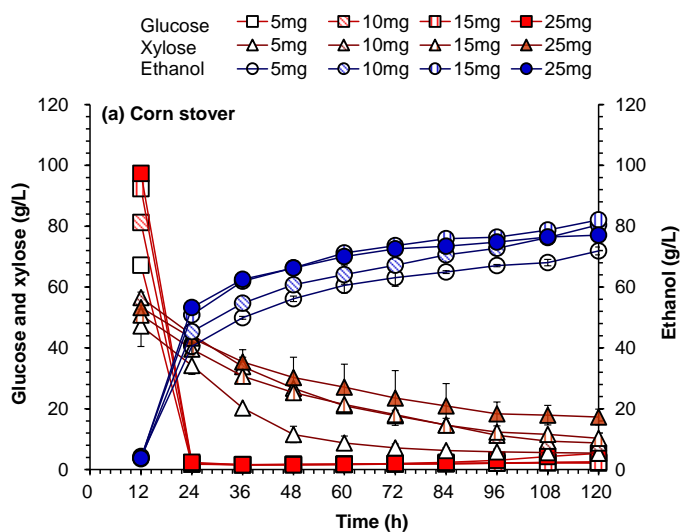 Glucose 5mg 10mg 15mg 25mg
Xylose 5mg 10mg 15mg 25mg
Ethanol 5mg 10mg 15mg 25mg
120 (a) Corn stover 120
100 100
80 80
60 60
40 40
20 20
0 0
Glucose and xylose (g/L)
Ethanol (g/L)
0 12 24 36 48 60 72 84 96 108 120
Time (h)